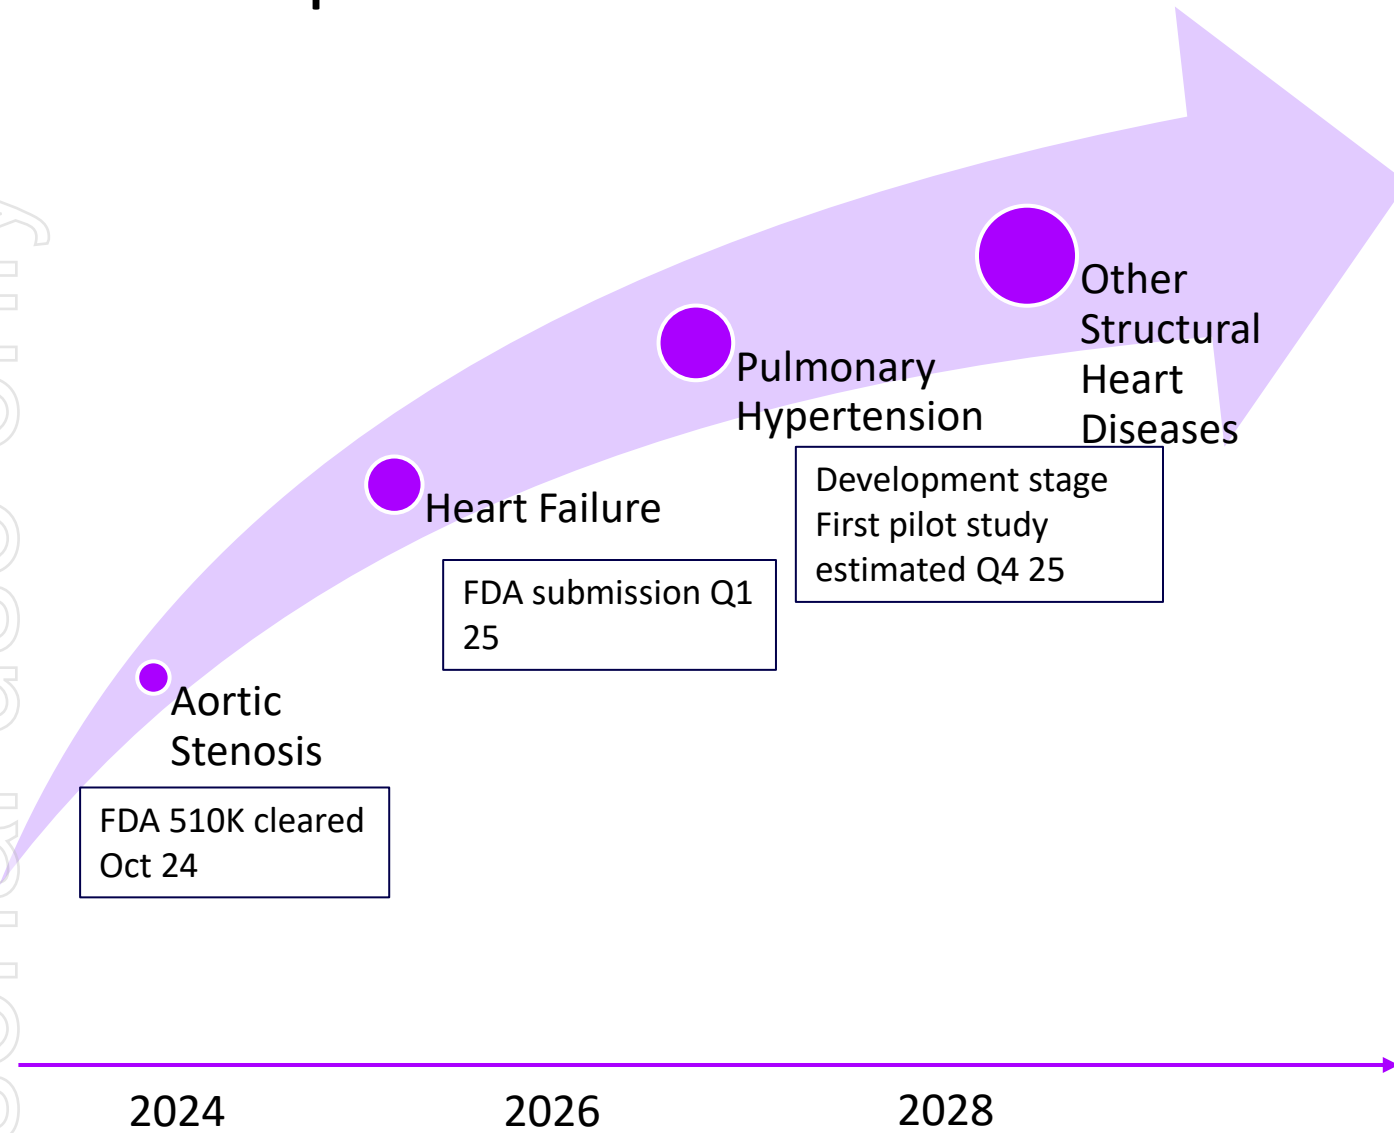 Other
Structural
Heart
Diseases
Pulmonary
Hypertension
Development stage
First pilot study
estimated Q4 25
Heart Failure
FDA submission Q1
25
Aortic
Stenosis
FDA 510K cleared
Oct 24
2024
2026
2028